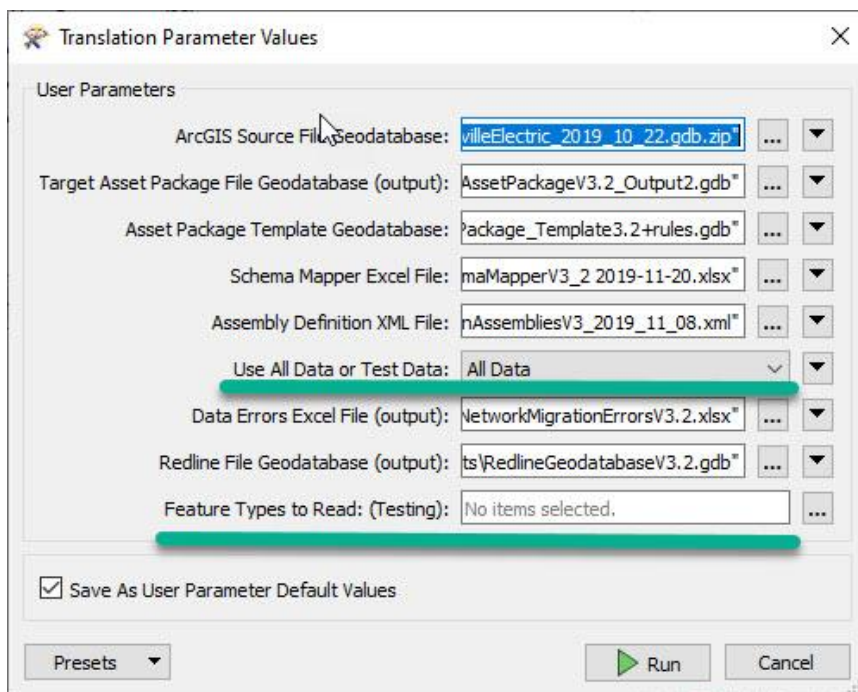 Translation Parameter Values
User Parameters
ArcGIS Source File Geodatabase: villeElectric_2019_10_22.gdb.zip" ...
Target Asset Package File Geodatabase (output): AssetPackageV3.2_Output2.gdb" ...
Asset Package Template Geodatabase: Package_Template3.2+rules.gdb" ...
Schema Mapper Excel File: maMapperV3_2 2019-11-20.xlsx" ...
Assembly Definition XML File: nAssembliesV3_2019_11_08.xml" ...
Use All Data or Test Data: All Data
Data Errors Excel File (output): NetworkMigrationErrorsV3.2.xlsx" ...
Redline File Geodatabase (output): ts\RedlineGeodatabaseV3.2.gdb" ...
Feature Types to Read: (Testing): No items selected. ...
Save As User Parameter Default Values
Presets Run Cancel